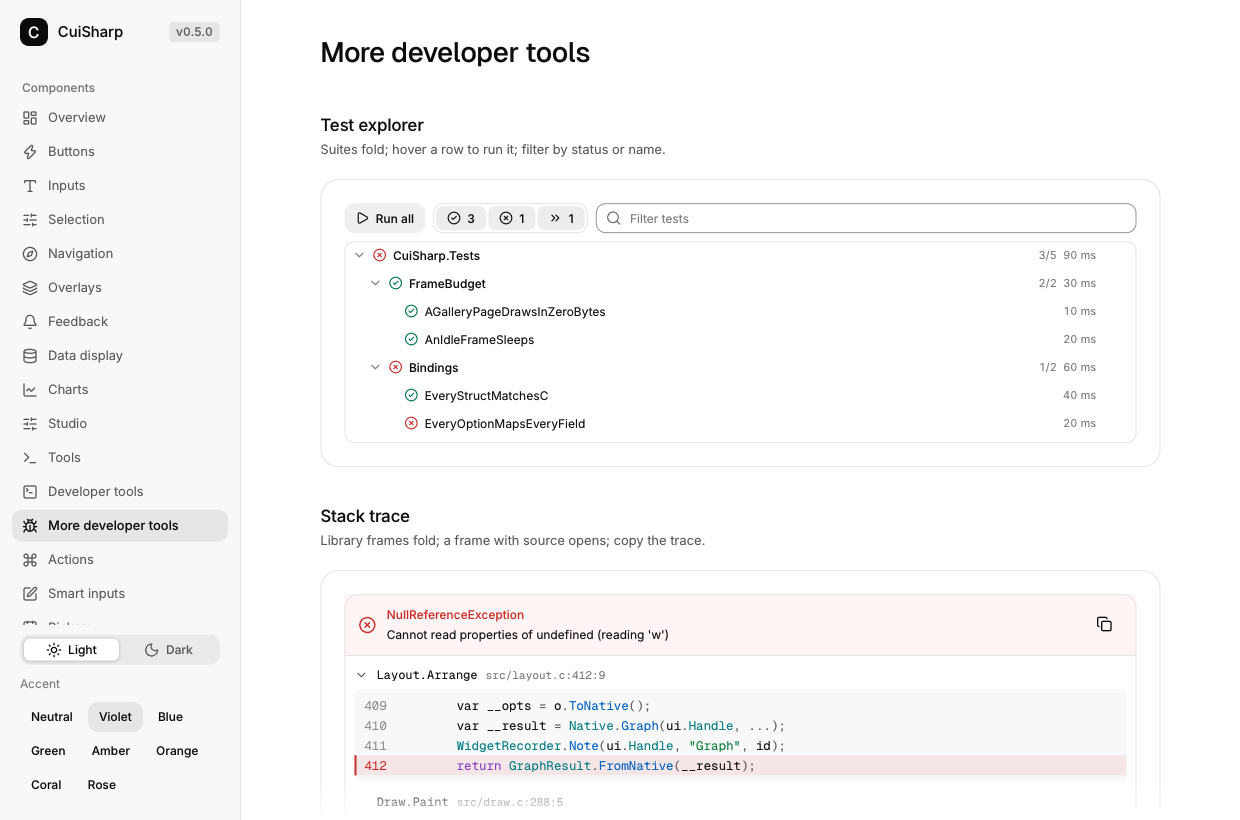 C CuiSharp v0.5.0
Components
Overview
Buttons
Inputs
Selection
Navigation
Overlays
Feedback
Data display
Charts
Studio
Tools
Developer tools
More developer tools
Actions
Smart inputs
Light Dark
Accent
Neutral Violet Blue
Green Amber Orange
Coral Rose
More developer tools
Test explorer
Suites fold; hover a row to run it; filter by status or name.
Run all 3 1 1 Filter tests
CuiSharp.Tests 3/5 90 ms
FrameBudget 2/2 30 ms
AGalleryPageDrawsInZeroBytes 10 ms
AnIdleFrameSleeps 20 ms
Bindings 1/2 60 ms
EveryStructMatchesC 40 ms
EveryOptionMapsEveryField 20 ms
Stack trace
Library frames fold; a frame with source opens; copy the trace.
NullReferenceException
Cannot read properties of undefined (reading 'w')
Layout.Arrange src/layout.c:412:9
409 var __opts = o.ToNative();
410 var __result = Native.Graph(ui.Handle, ...);
411 WidgetRecorder.Note(ui.Handle, "Graph", id);
412 return GraphResult.FromNative(__result);
Draw.Paint src/draw.c:288:5